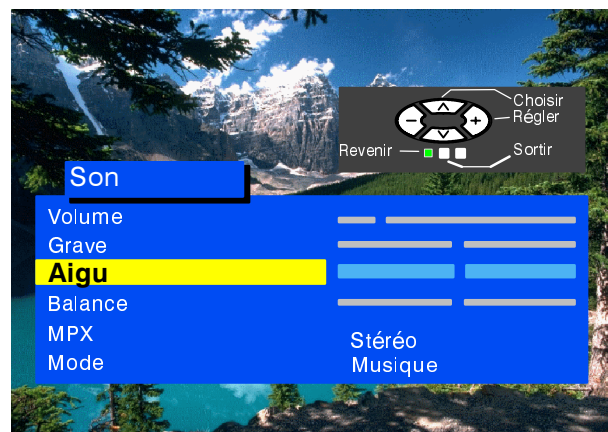 Choisir
Régler
Revenir
Sortir
Son
Volume
Grave
Aigu
Balance
MPX
Stéréo
Mode
Musique